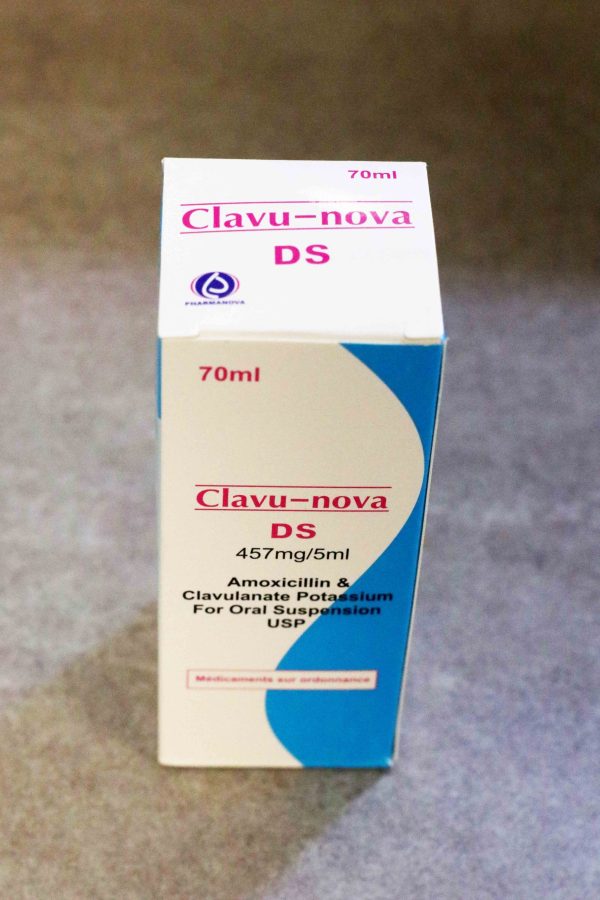 70ml
Clavu-nova
DS
PHARMANOVA
70ml
Clavu-nova
DS
457mg/5ml
Amoxicillin &
Clavulanate Potassium
For Oral Suspension
USP
Médicaments sur ordonnance